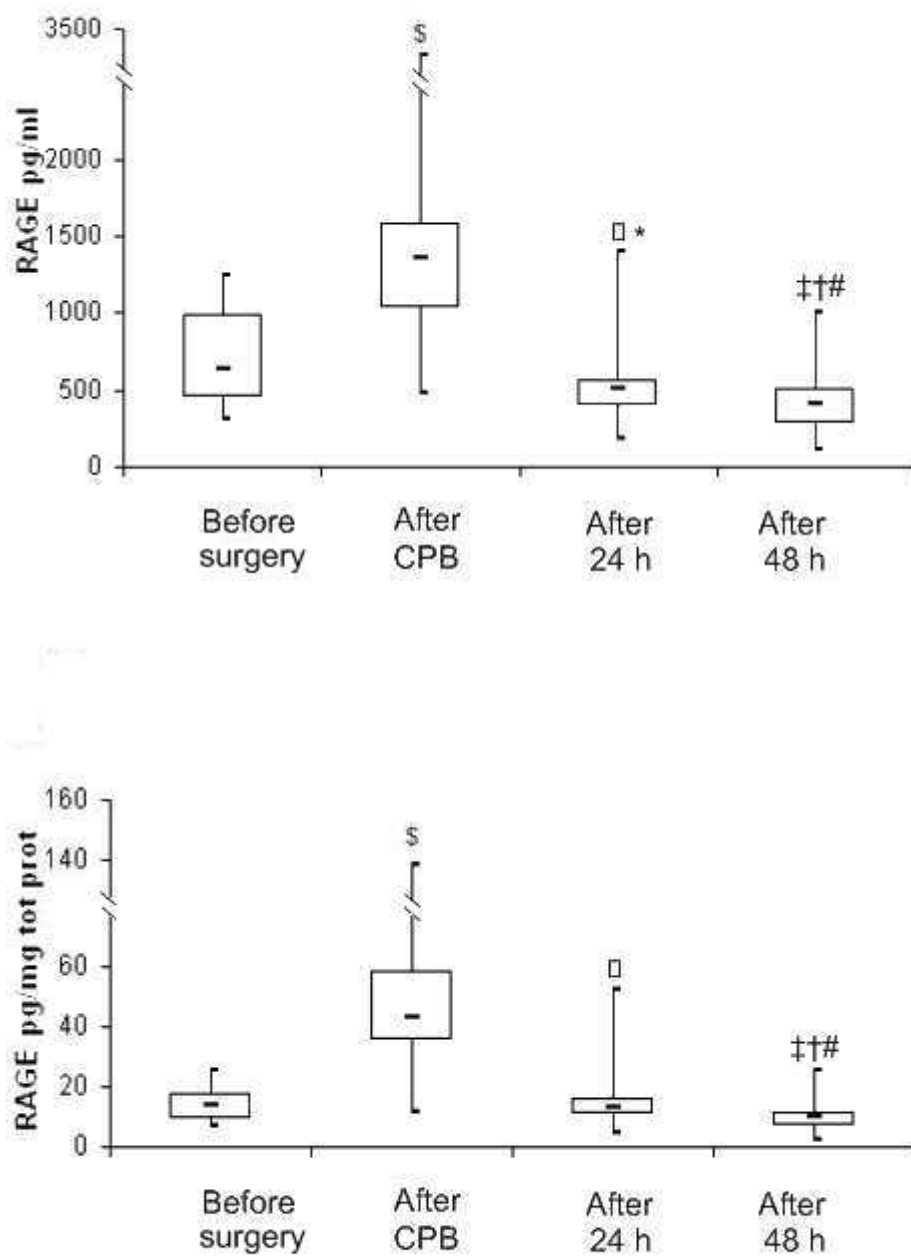 3500
$
RAGE pg/ml
2000
1500
▯ *
‡†#
1000
500
0
Before surgery
After CPB
After 24 h
After 48 h
160
$
140
RAGE pg/mg tot prot
60
▯
40
‡†#
20
0
Before surgery
After CPB
After 24 h
After 48 h